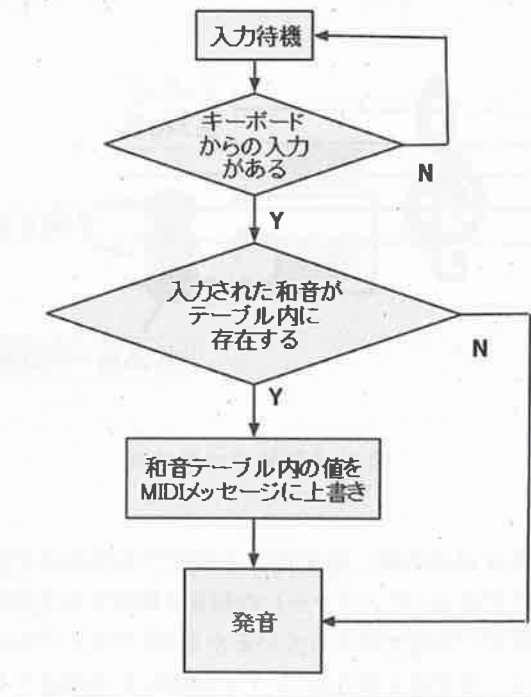 入力待機
キーボード
からの入力
がある
N
Y
入力された和音が
テーブル内に
存在する
N
Y
和音テーブル内の値を
MIDIメッセージに上書き
発音